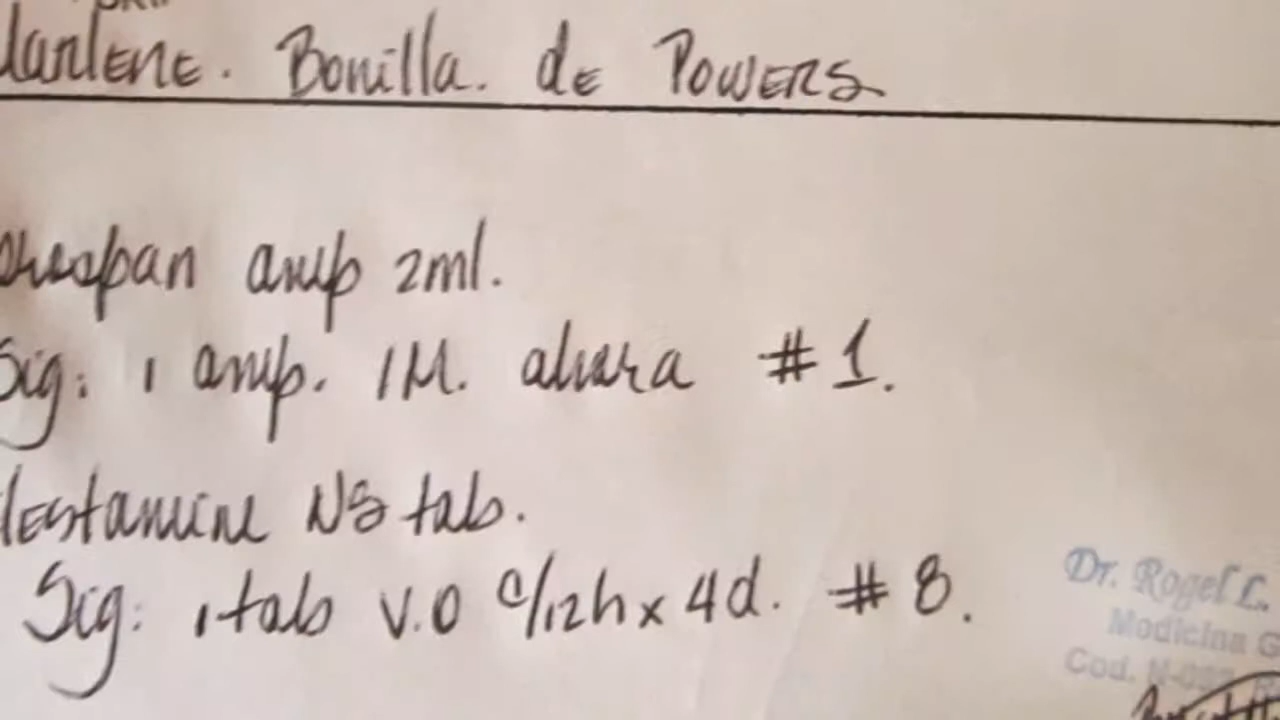 Marlene. Bonilla. de Powers
amp 2ml.
Sig: 1 amp. IM. ahora #1.
NS tab.
Sig: 1 tab v.o c/12h x 4d. #8.
Dr. Rogel L.
Medicina G
Cod.